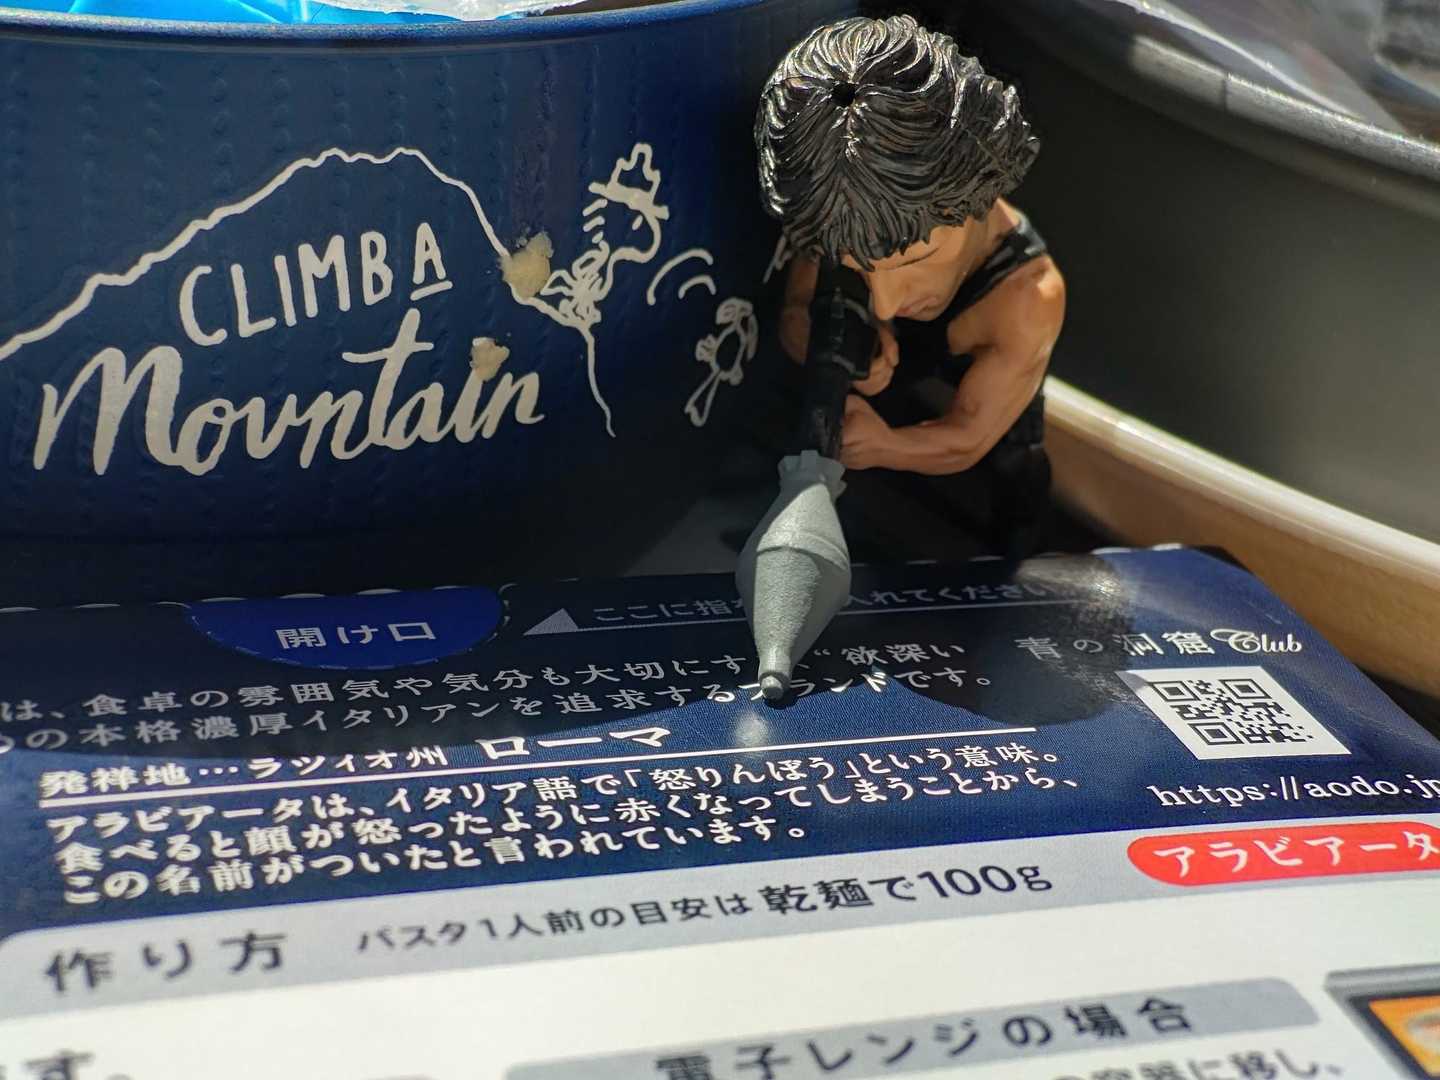 CLIMB A
Mountain
開け口
ここに指 入れてください
は、食卓の雰囲気や気分も大切にす “欲深い
の本格濃厚イタリアンを追求するブランドです。
青の洞窟 Club
https://aodo.jp
発祥地…ラツィオ州 ローマ
アラビアータは、イタリア語で「怒りんぼう」という意味。
食べると顔が怒ったように赤くなってしまうことから、
この名前がついたと言われています。
アラビアータ
作り方 パスタ1人前の目安は乾麺で100g
電子レンジの場合
す。
容器に移し、